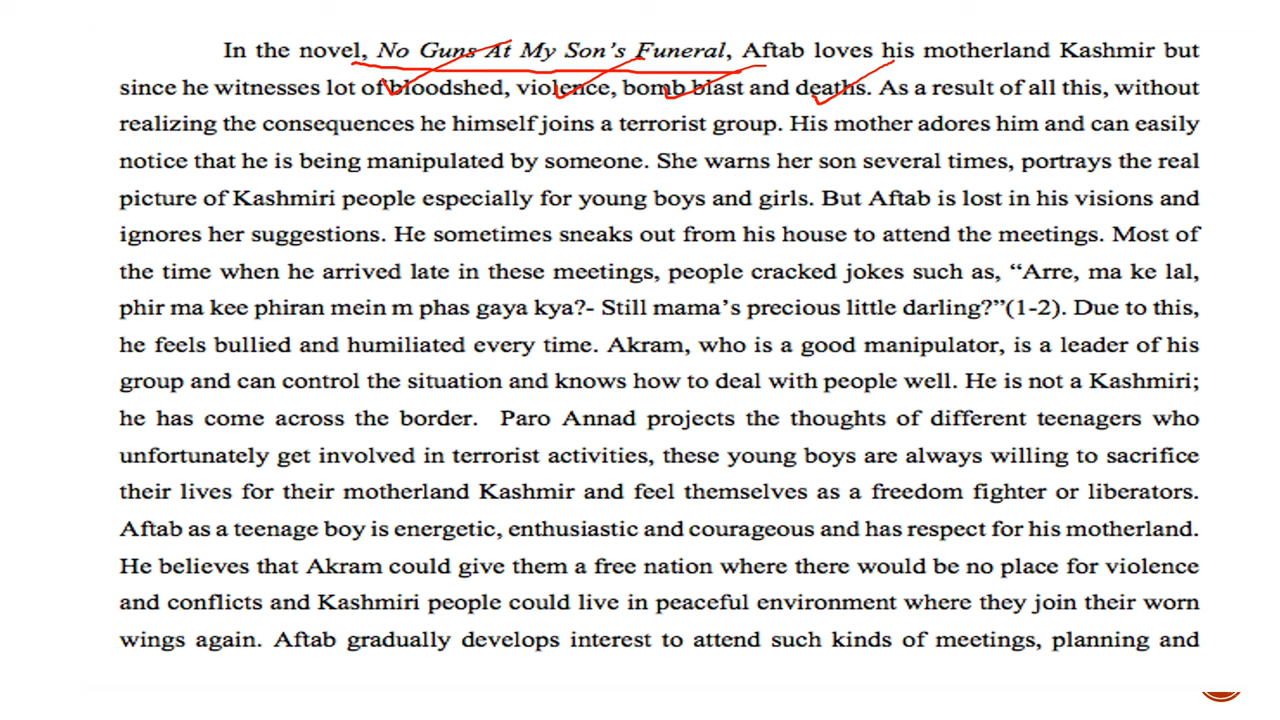 In the novel, No Guns At My Son's Funeral, Aftab loves his motherland Kashmir but
since he witnesses lot of bloodshed, violence, bomb blast and deaths. As a result of all this, without
realizing the consequences he himself joins a terrorist group. His mother adores him and can easily
notice that he is being manipulated by someone. She warns her son several times, portrays the real
picture of Kashmiri people especially for young boys and girls. But Aftab is lost in his visions and
ignores her suggestions. He sometimes sneaks out from his house to attend the meetings. Most of
the time when he arrived late in these meetings, people cracked jokes such as, “Arre, ma ke lal,
phir ma kee phiran mein m phas gaya kya?- Still mama’s precious little darling?”(1-2). Due to this,
he feels bullied and humiliated every time. Akram, who is a good manipulator, is a leader of his
group and can control the situation and knows how to deal with people well. He is not a Kashmiri;
he has come across the border. Paro Annad projects the thoughts of different teenagers who
unfortunately get involved in terrorist activities, these young boys are always willing to sacrifice
their lives for their motherland Kashmir and feel themselves as a freedom fighter or liberators.
Aftab as a teenage boy is energetic, enthusiastic and courageous and has respect for his motherland.
He believes that Akram could give them a free nation where there would be no place for violence
and conflicts and Kashmiri people could live in peaceful environment where they join their worn
wings again. Aftab gradually develops interest to attend such kinds of meetings, planning and